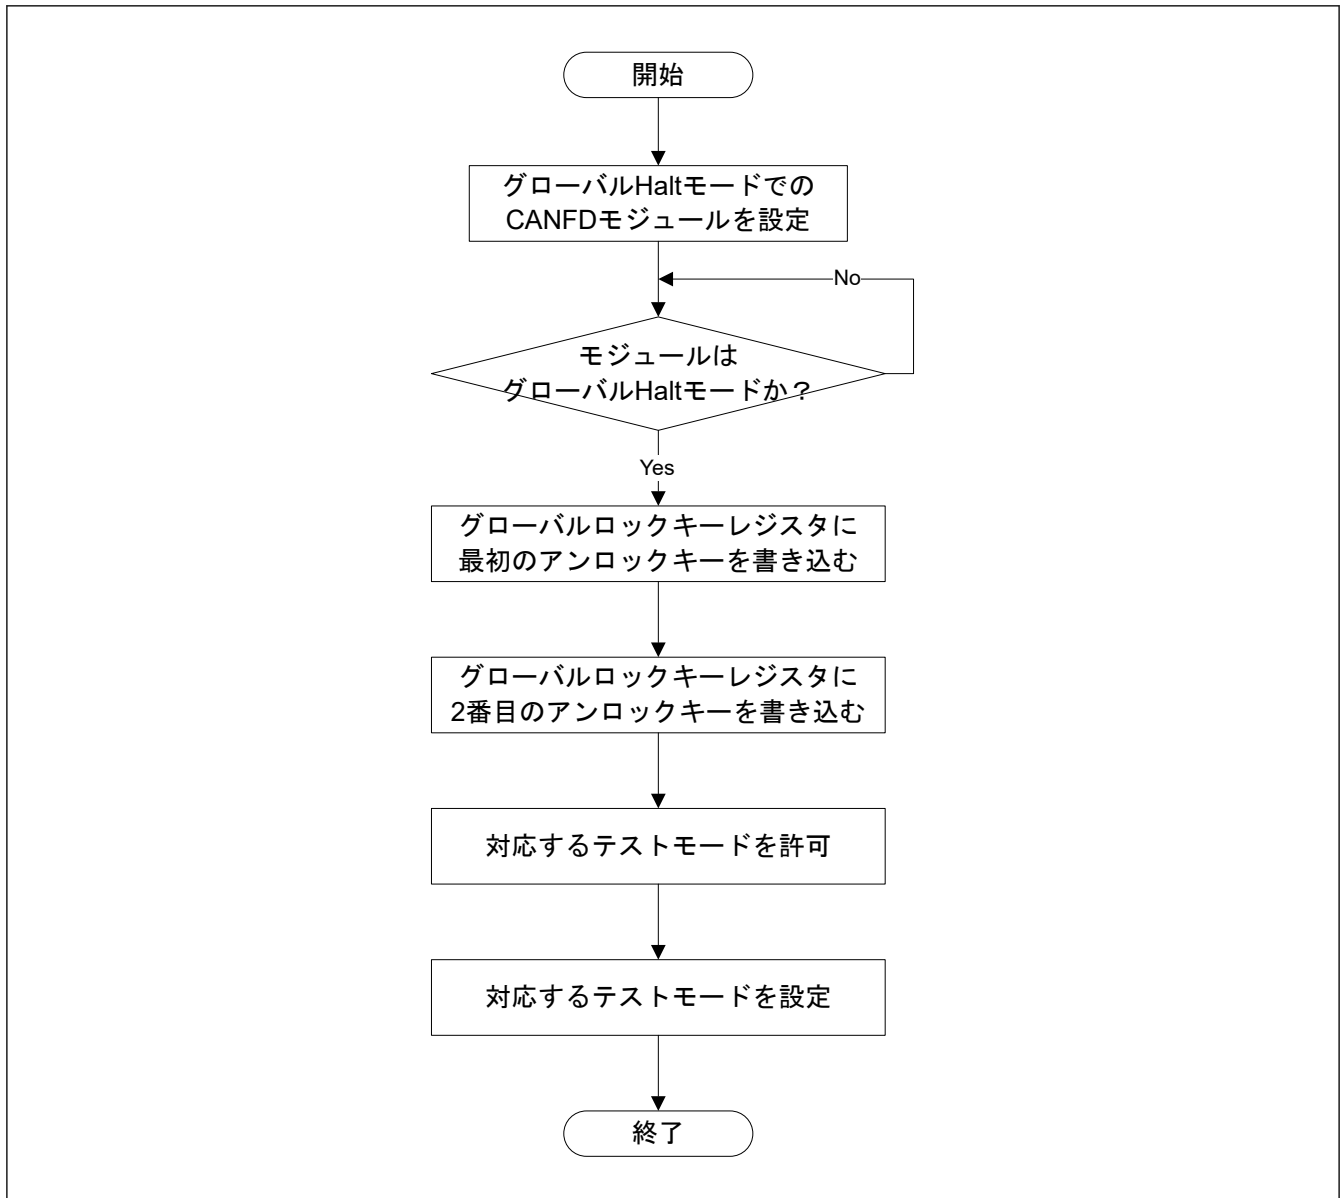 開始
グローバルHaltモードでの
CANFDモジュールを設定
No
モジュールは
グローバルHaltモードか？
Yes
グローバルロックキーレジスタに
最初のアンロックキーを書き込む
グローバルロックキーレジスタに
2番目のアンロックキーを書き込む
対応するテストモードを許可
対応するテストモードを設定
終了